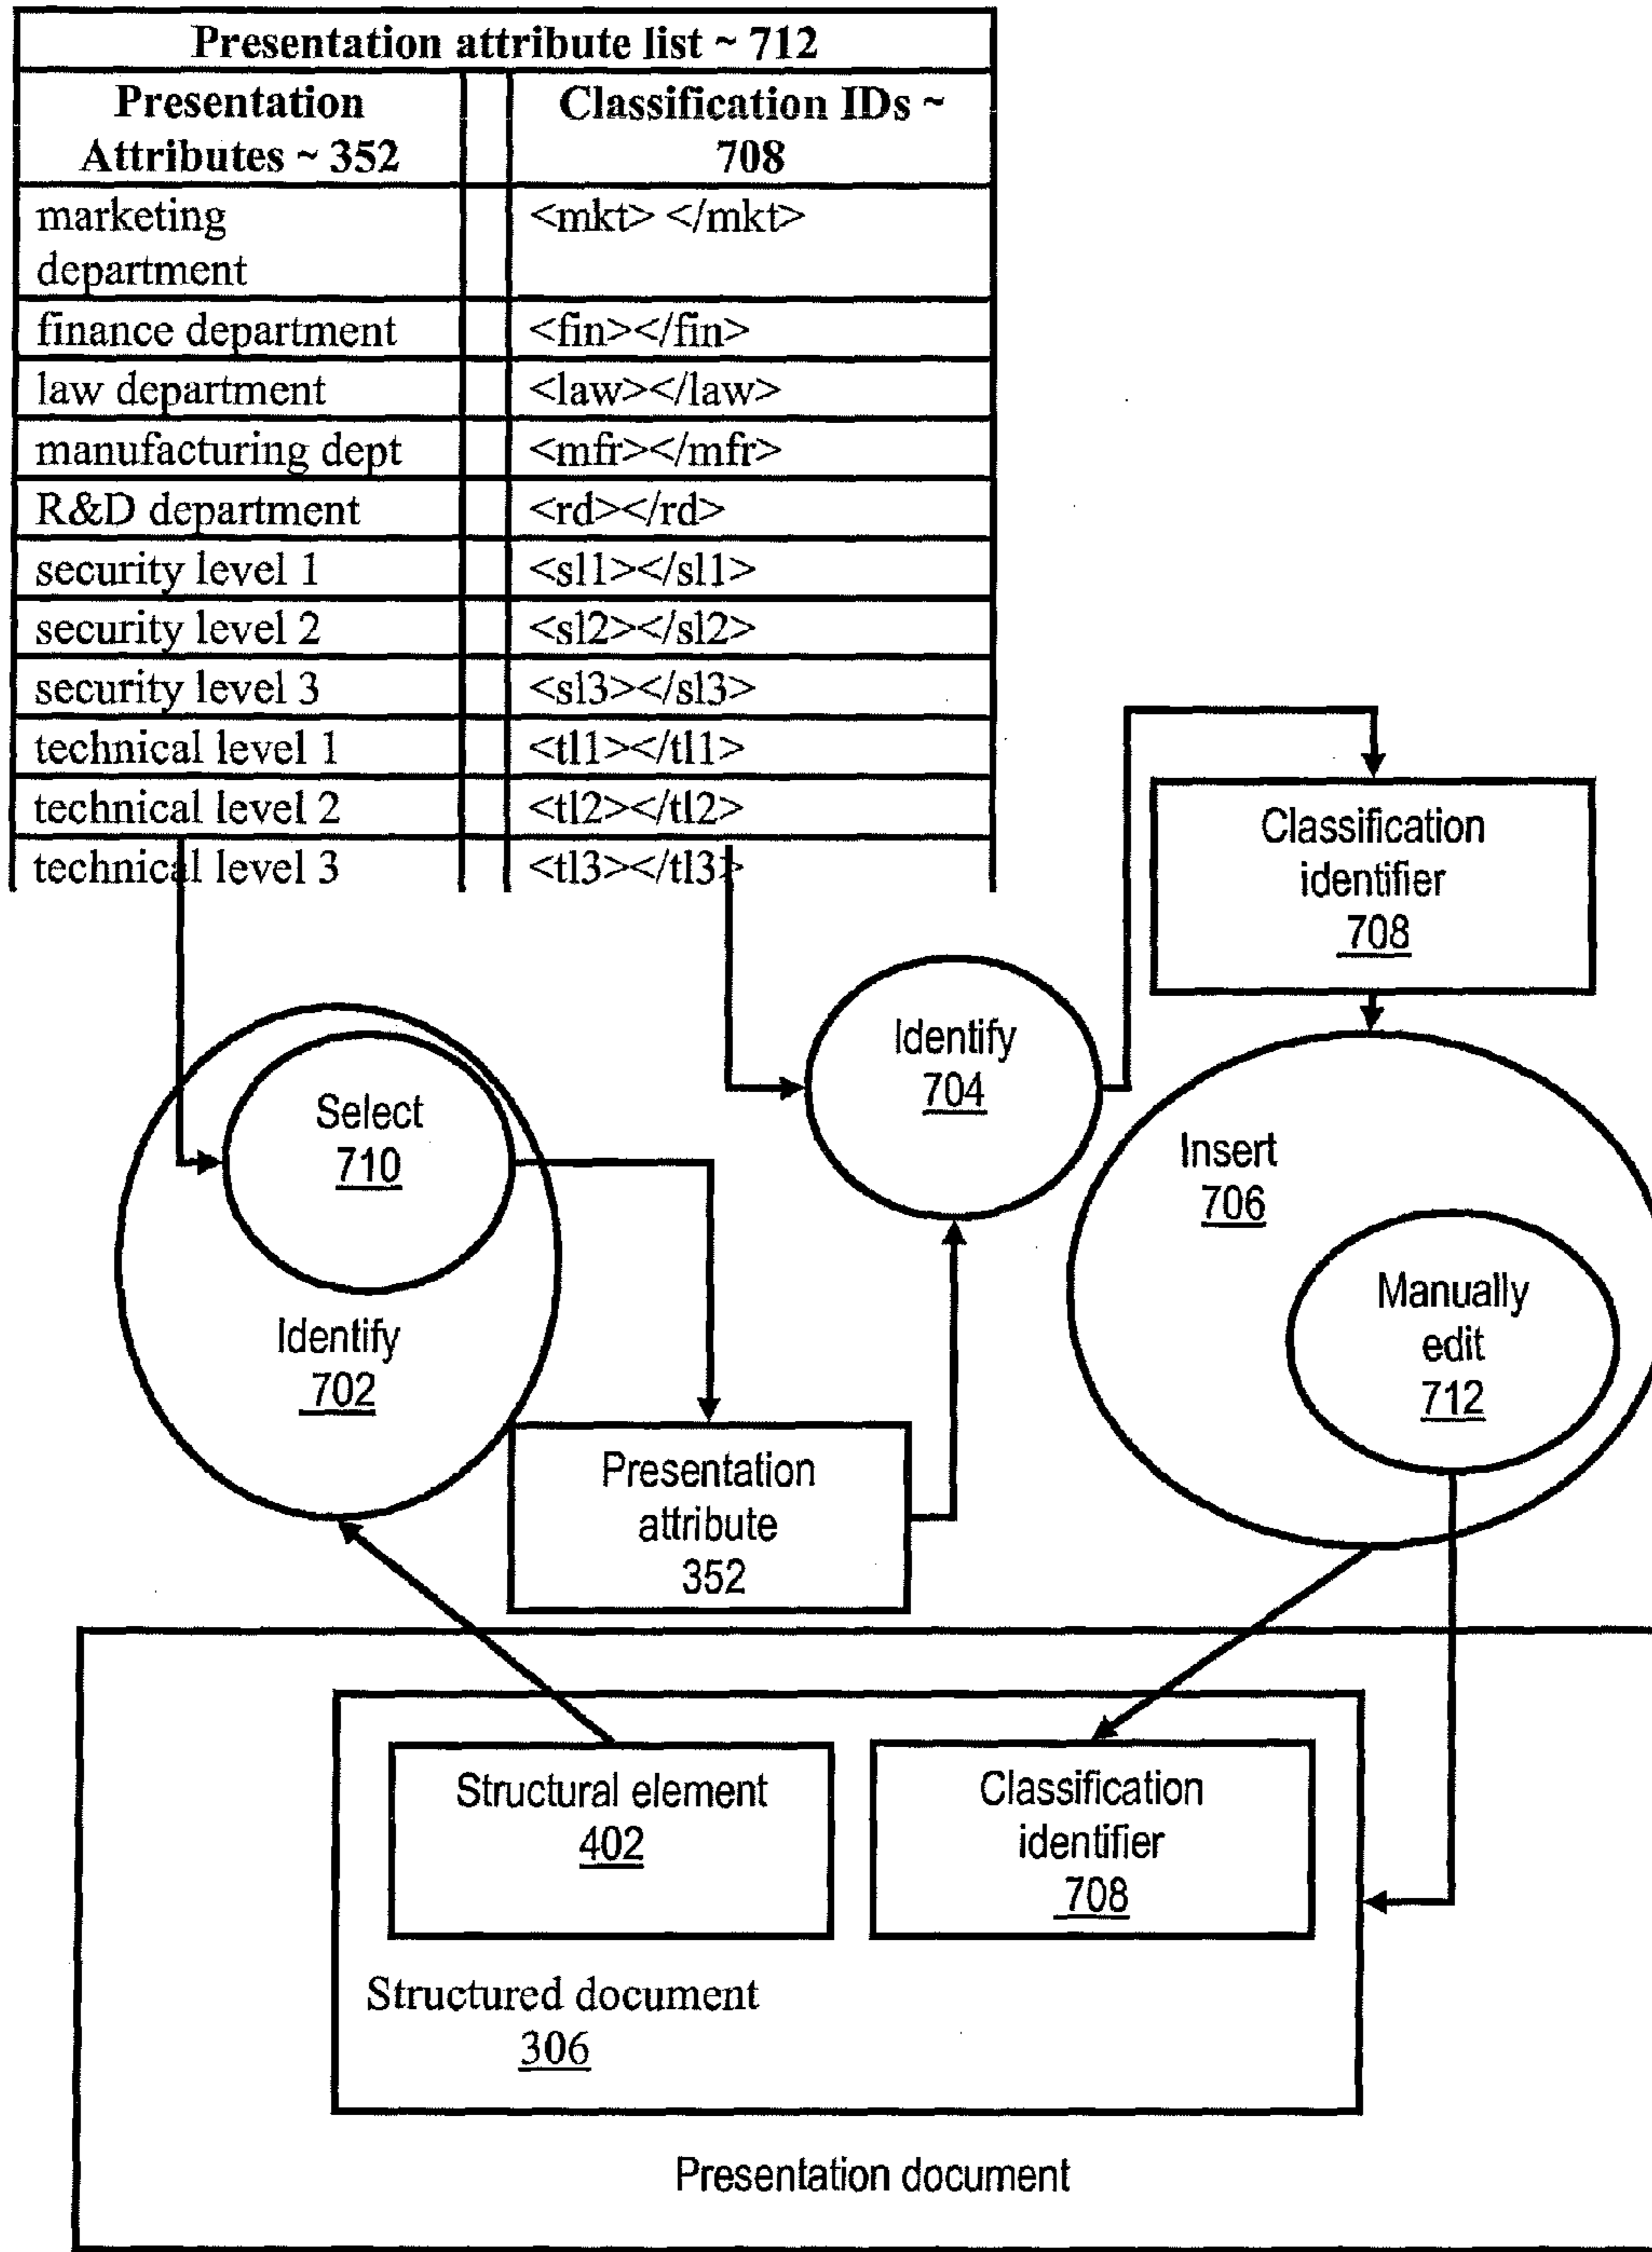 Presentation attribute list ~ 712
Presentation
Attributes ~ 352
Classification IDs ~
708
marketing
department
<mkt> </mkt>
finance department
<fin></fin>
law department
<law></law>
manufacturing dept
<mfr></mfr>
R&D department
<rd></rd>
security level 1
<sl1></sl1>
security level 2
<sl2></sl2>
security level 3
<sl3></sl3>
technical level 1
<tl1></tl1>
technical level 2
<tl2></tl2>
technical level 3
<tl3></tl3>
Classification
identifier
708
Identify
704
Select
710
Identify
702
Insert
706
Manually
edit
712
Presentation
attribute
352
Structural element
402
Classification
identifier
708
Structured document
306
Presentation document